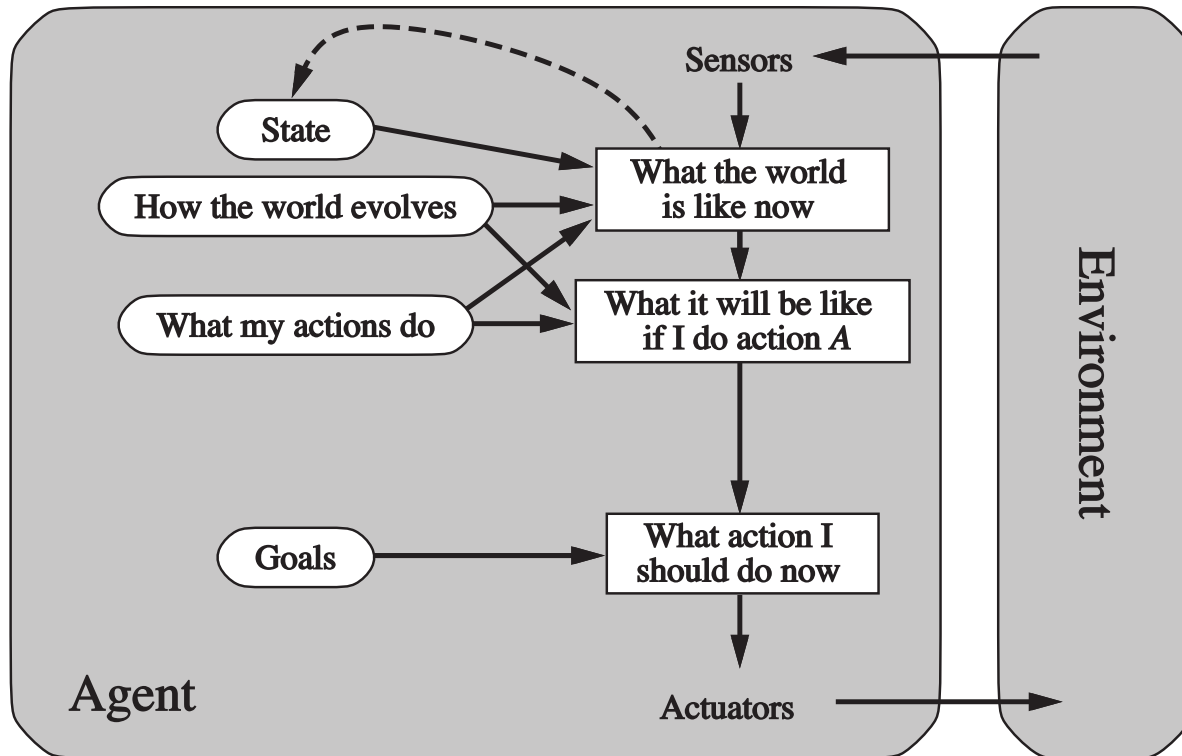 Sensors
State
What the world
is like now
How the world evolves
What it will be like
if I do action A
What my actions do
Environment
Goals
What action I
should do now
Agent
Actuators